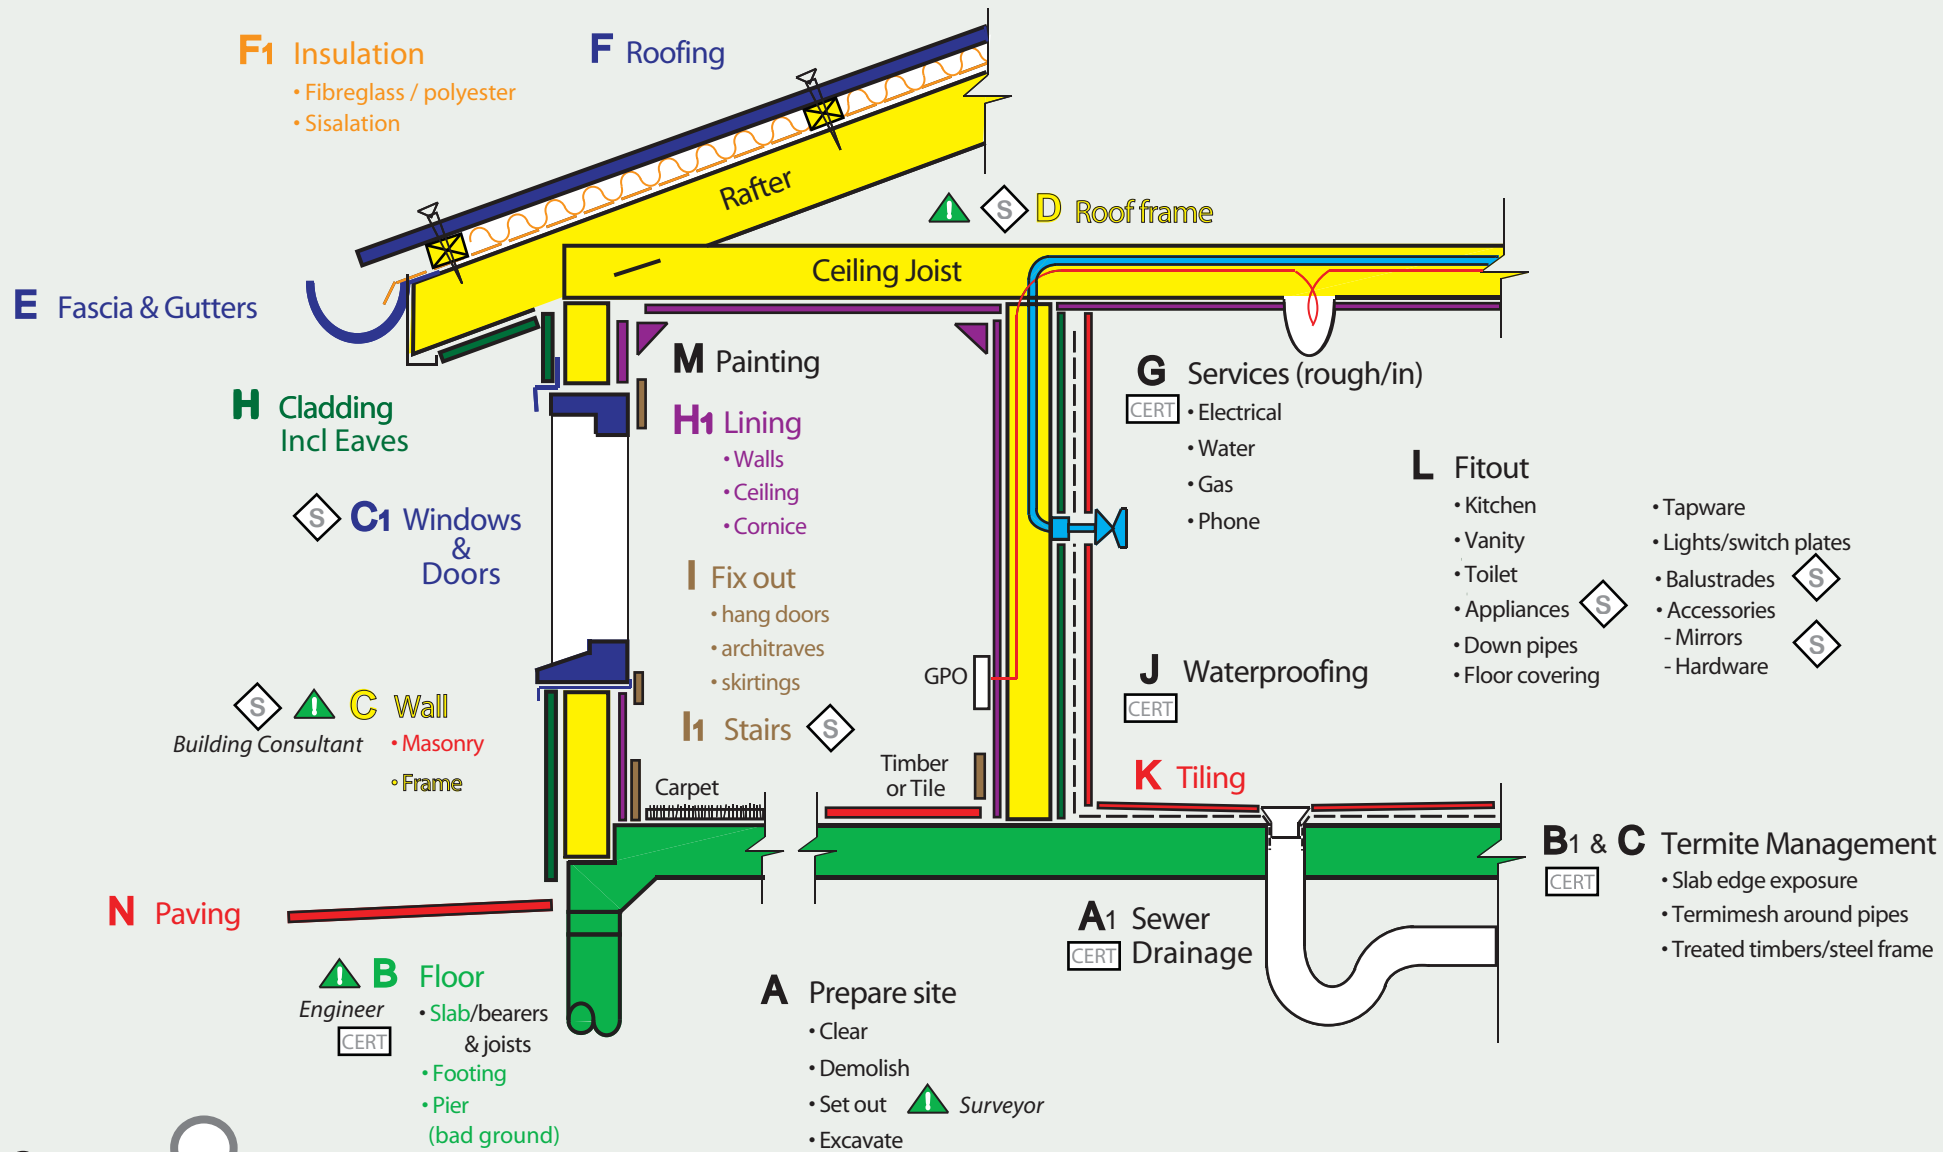 F1 Insulation
• Fibreglass / polyester
• Sisalation
F Roofing
Rafter
! S D Roof frame
Ceiling Joist
E Fascia & Gutters
M Painting
G Services (rough/in)
CERT • Electrical
• Water
• Gas
• Phone
H Cladding
Incl Eaves
H1 Lining
• Walls
• Ceiling
• Cornice
L Fitout
• Kitchen
• Vanity
• Toilet
• Appliances S
• Down pipes
• Floor covering
• Tapware
• Lights/switch plates
• Balustrades S
• Accessories
- Mirrors S
- Hardware
S C1 Windows
&
Doors
I Fix out
• hang doors
• architraves
• skirtings
I1 Stairs S
GPO
J Waterproofing
CERT
S ! C Wall
Building Consultant • Masonry
• Frame
Carpet
Timber
or Tile
K Tiling
B1 & C Termite Management
CERT • Slab edge exposure
• Termimesh around pipes
• Treated timbers/steel frame
N Paving
A1 Sewer
CERT Drainage
! B Floor
Engineer • Slab/bearers
CERT & joists
• Footing
• Pier
(bad ground)
A Prepare site
• Clear
• Demolish
• Set out ! Surveyor
• Excavate